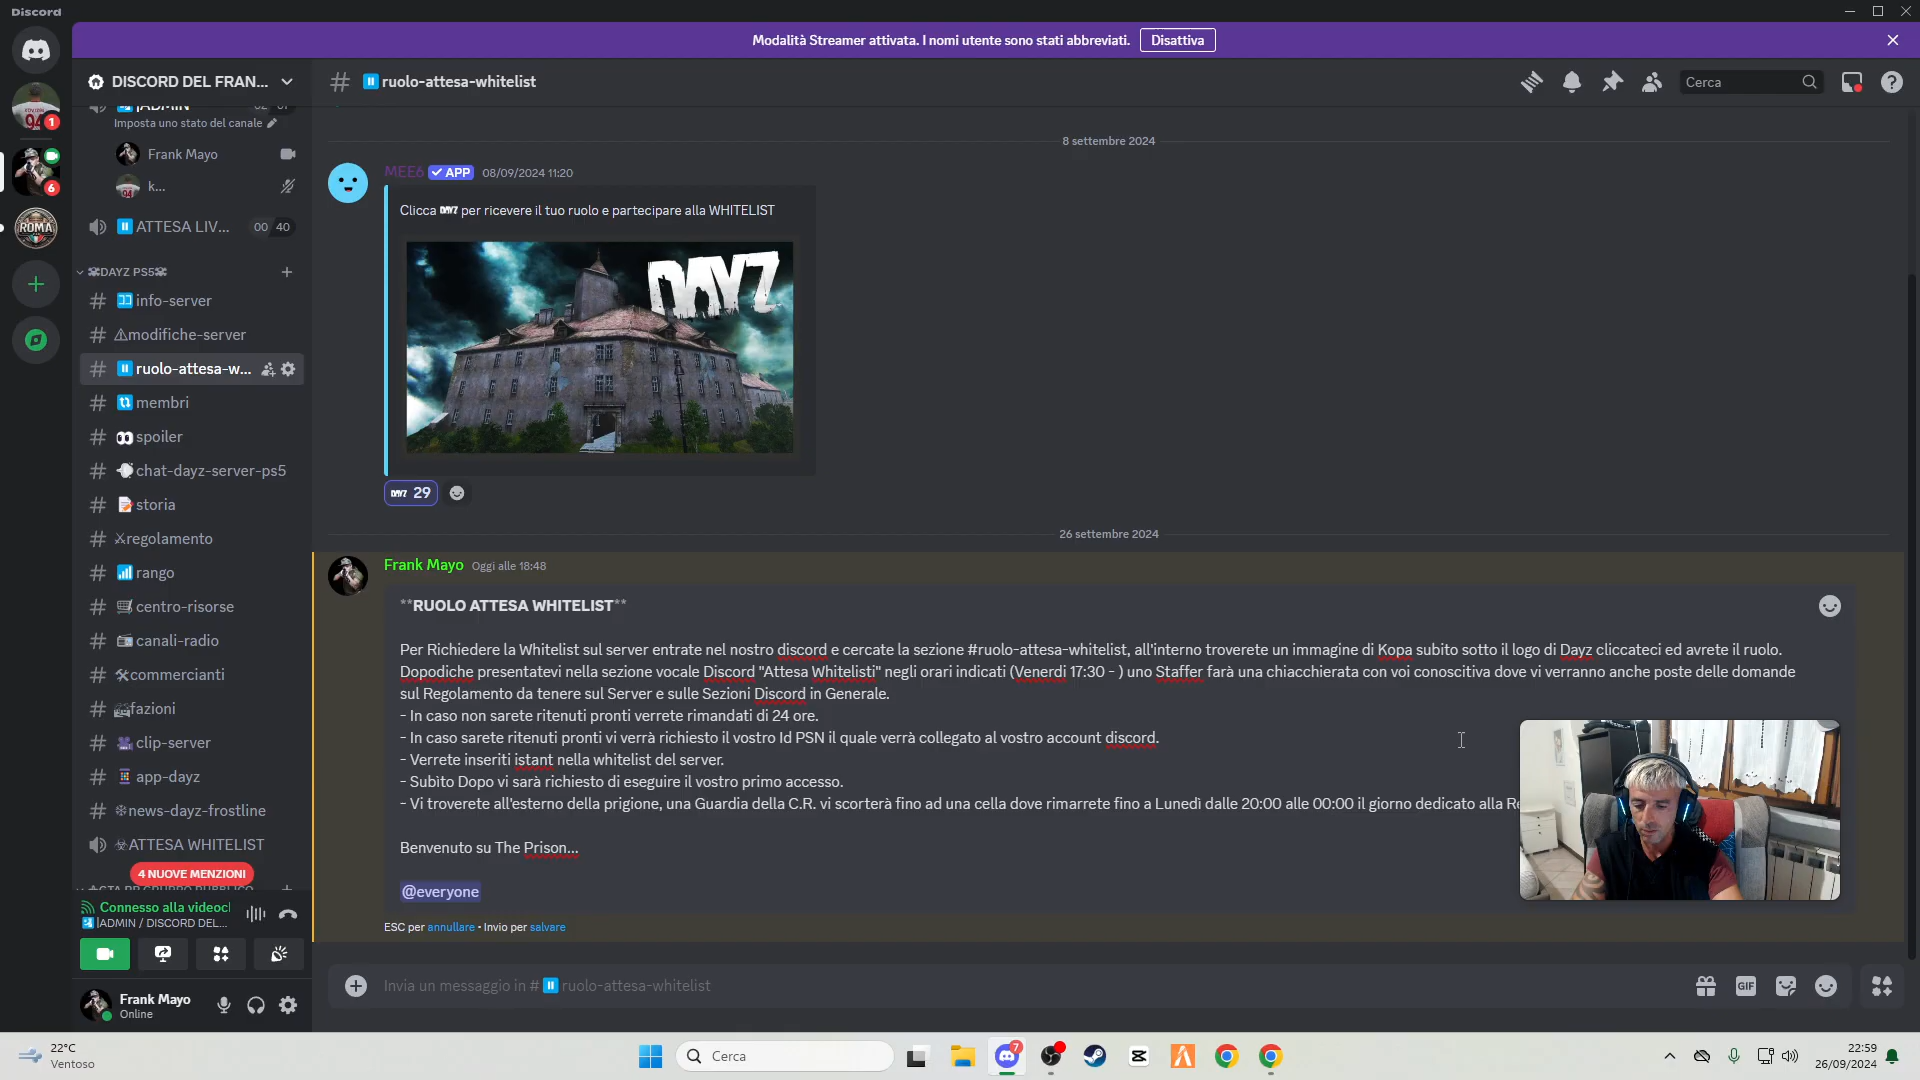 Discord
Modalità Streamer attivata. I nomi utente sono stati abbreviati.
Disattiva
DISCORD DEL FRAN...
ruolo-attesa-whitelist
Cerca
|ADMIN
Imposta uno stato del canale
Frank Mayo
k...
ATTESA LIV...
00 40
DAYZ PS5
info-server
modifiche-server
ruolo-attesa-w...
membri
spoiler
chat-dayz-server-ps5
storia
regolamento
rango
centro-risorse
canali-radio
commercianti
fazioni
clip-server
app-dayz
news-dayz-frostline
ATTESA WHITELIST
4 NUOVE MENZIONI
Connesso alla videoc
|ADMIN / DISCORD DEL...
Frank Mayo
Online
1
6
ROMA
8 settembre 2024
MEE6 APP 08/09/2024 11:20
Clicca DAYZ per ricevere il tuo ruolo e partecipare alla WHITELIST
DAYZ
DAYZ 29
26 settembre 2024
Frank Mayo Oggi alle 18:48
**RUOLO ATTESA WHITELIST**
Per Richiedere la Whitelist sul server entrate nel nostro discord e cercate la sezione #ruolo-attesa-whitelist, all'interno troverete un immagine di Kopa subito sotto il logo di Dayz cliccateci ed avrete il ruolo.
Dopodiche presentatevi nella sezione vocale Discord "Attesa Whitelisti" negli orari indicati (Venerdi 17:30 - ) uno Staffer farà una chiacchierata con voi conoscitiva dove vi verranno anche poste delle domande
sul Regolamento da tenere sul Server e sulle Sezioni Discord in Generale.
- In caso non sarete ritenuti pronti verrete rimandati di 24 ore.
- In caso sarete ritenuti pronti vi verrà richiesto il vostro Id PSN il quale verrà collegato al vostro account discord.
- Verrete inseriti istant nella whitelist del server.
- Subìto Dopo vi sarà richiesto di eseguire il vostro primo accesso.
- Vi troverete all'esterno della prigione, una Guardia della C.R. vi scorterà fino ad una cella dove rimarrete fino a Lunedì dalle 20:00 alle 00:00 il giorno dedicato alla Re
Benvenuto su The Prison...
@everyone
ESC per annullare • Invio per salvare
Invia un messaggio in # ruolo-attesa-whitelist
GIF
22°C
Ventoso
Cerca
7
22:59
26/09/2024